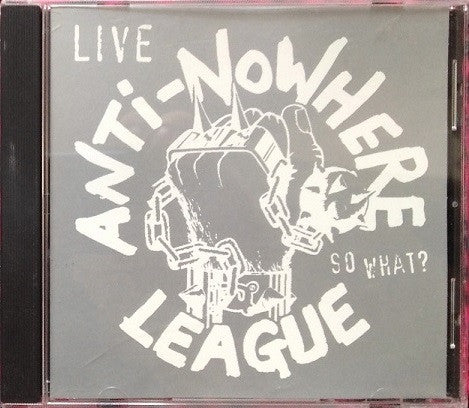 LIVE
ANTi-NOWHERE
LEAGUE
SO WHAT?